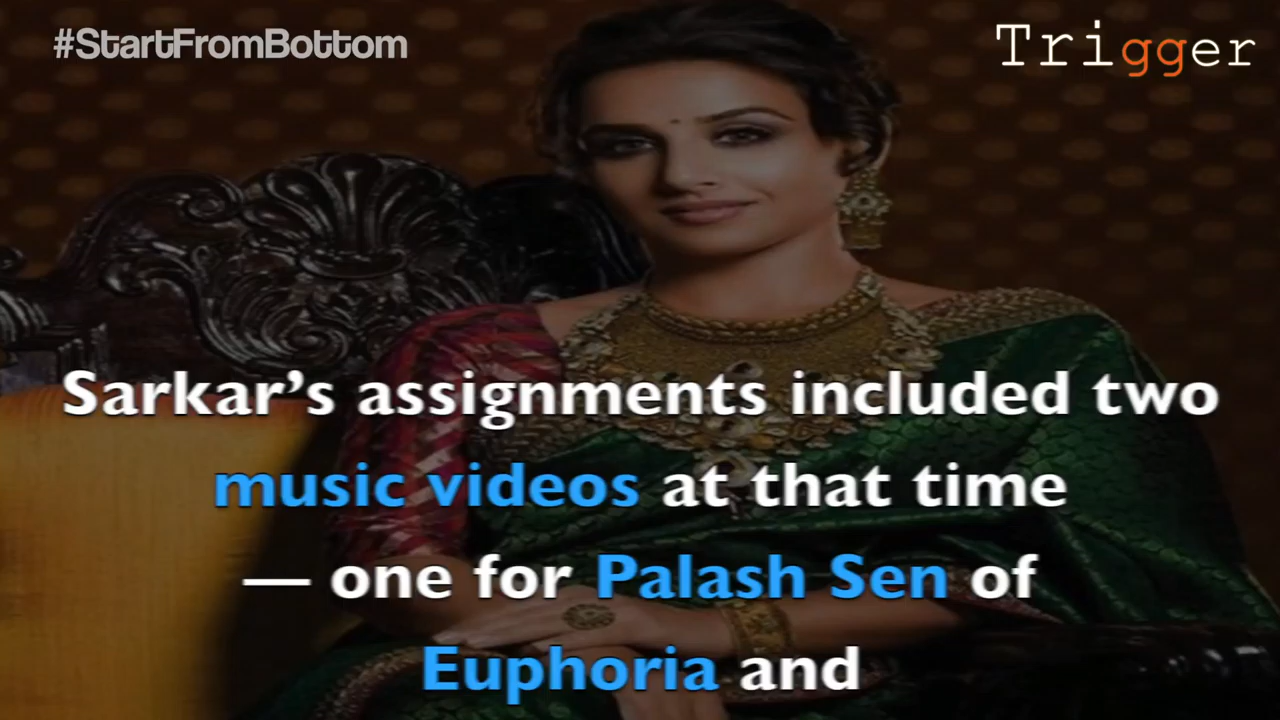 #StartFromBottom
Trigger
Sarkar’s assignments included two
music videos at that time
— one for Palash Sen of
Euphoria and